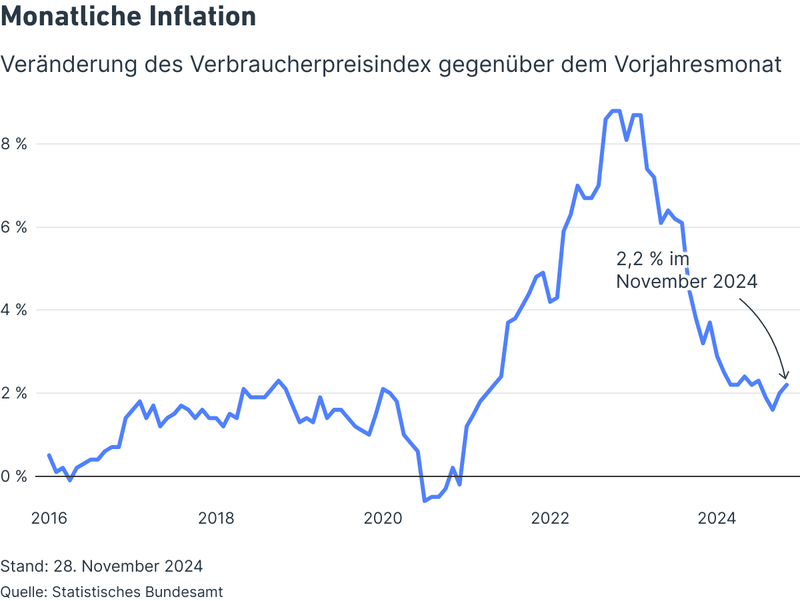 Monatliche Inflation
Veränderung des Verbraucherpreisindex gegenüber dem Vorjahresmonat
8 %
6 %
2,2 % im
November 2024
4 %
2 %
0 %
2016 2018 2020 2022 2024
Stand: 28. November 2024
Quelle: Statistisches Bundesamt